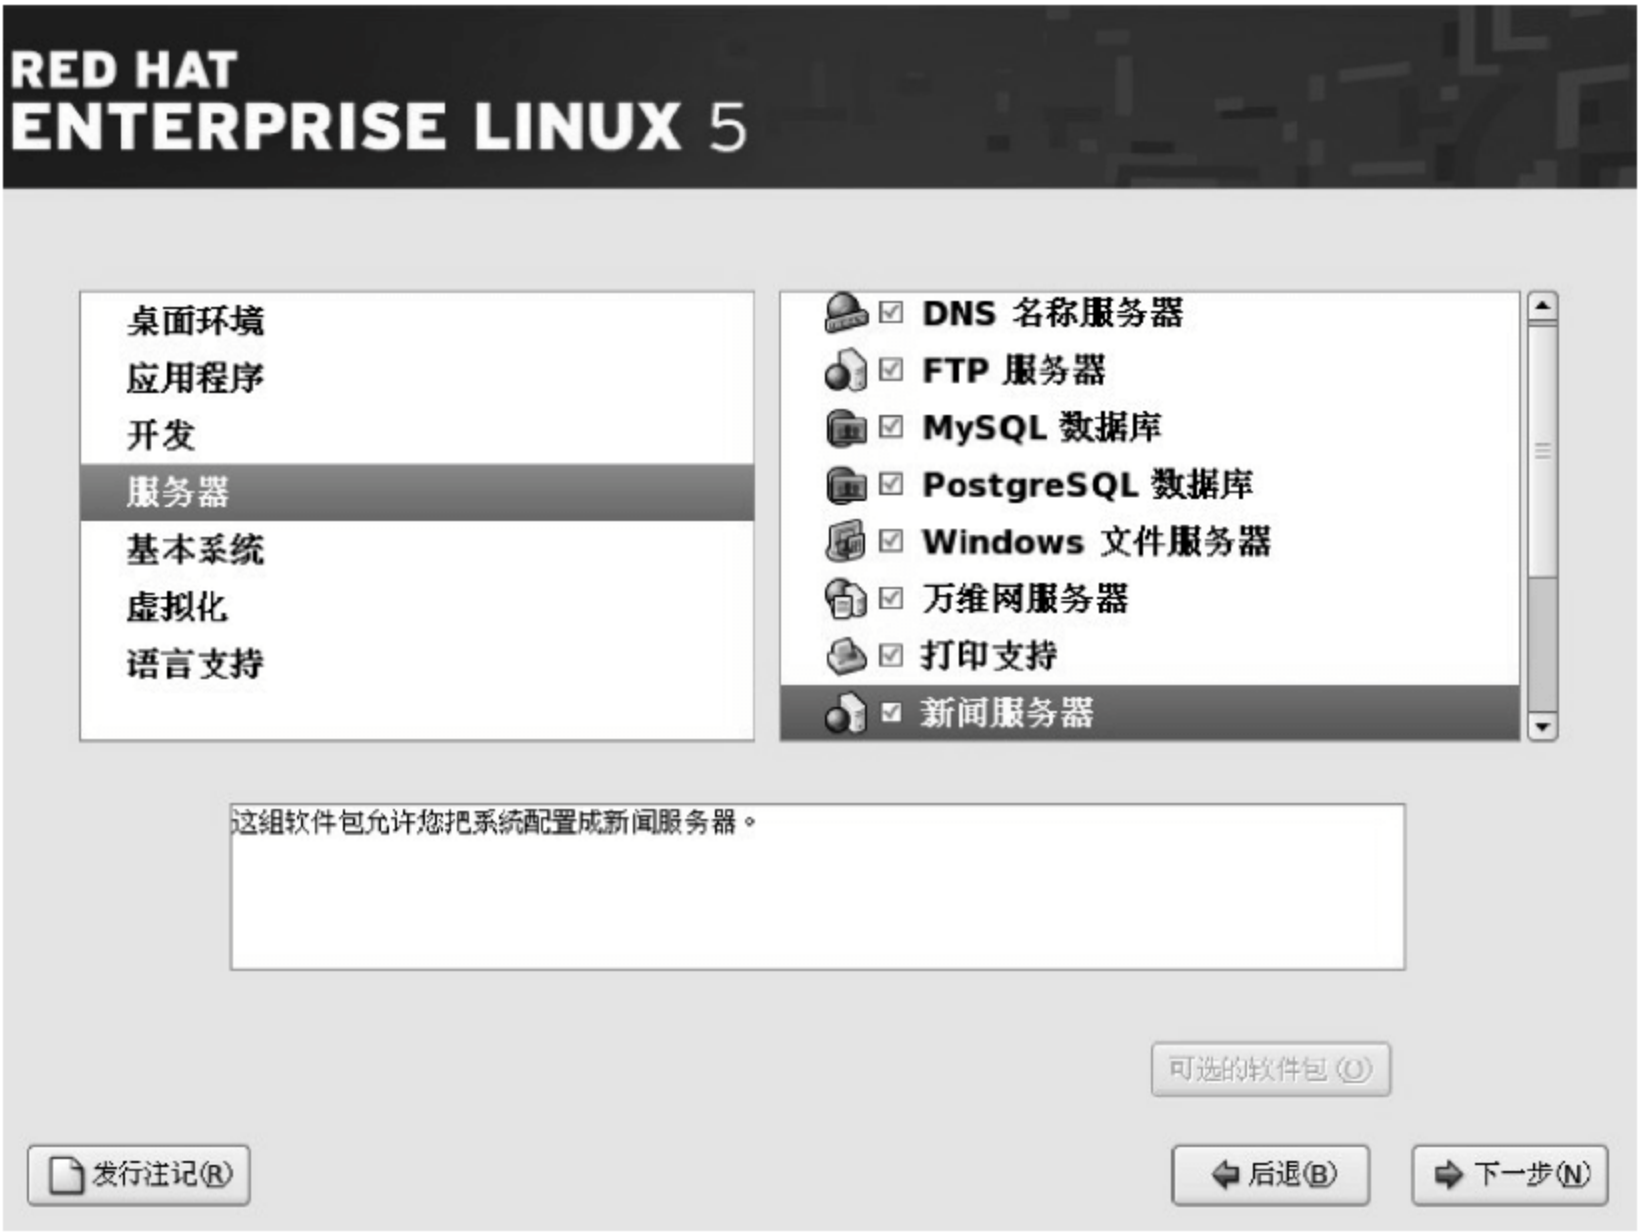 RED HAT
ENTERPRISE LINUX 5
桌面环境
应用程序
开发
服务器
基本系统
虚拟化
语言支持
DNS 名称服务器
FTP 服务器
MySQL 数据库
PostgreSQL 数据库
Windows 文件服务器
万维网服务器
打印支持
新闻服务器
这组软件包允许您把系统配置成新闻服务器。
可选的软件包(O)
发行注记(R)
后退(B)
下一步(N)